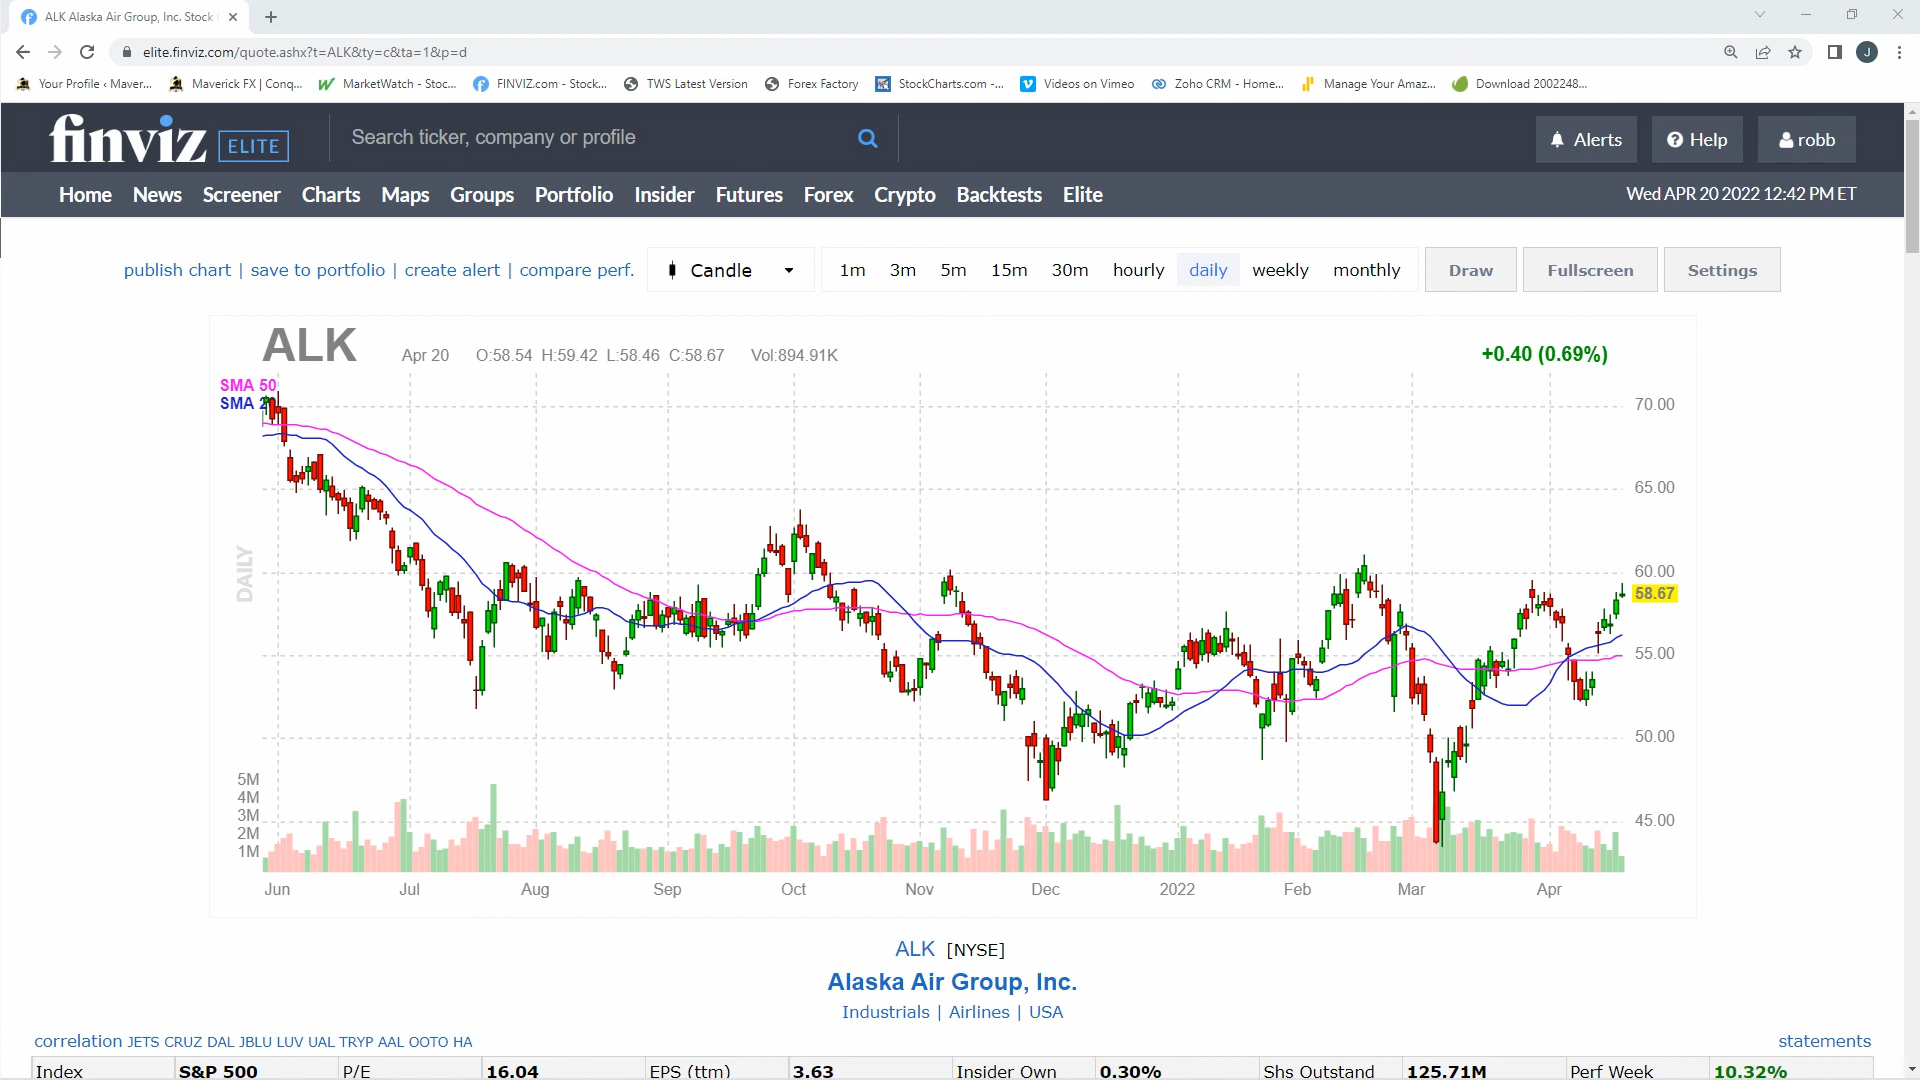 ALK Alaska Air Group, Inc. Stock
elite.finviz.com/quote.ashx?t=ALK&ty=c&ta=1&p=d
J
Your Profile ‹ Maver... Maverick FX | Conq... MarketWatch - Stoc... FINVIZ.com - Stock... TWS Latest Version Forex Factory StockCharts.com -... Videos on Vimeo Zoho CRM - Home... Manage Your Amaz... Download 2002248...
finviz ELITE Search ticker, company or profile Alerts Help robb
Home News Screener Charts Maps Groups Portfolio Insider Futures Forex Crypto Backtests Elite Wed APR 20 2022 12:42 PM ET
publish chart | save to portfolio | create alert | compare perf. Candle 1m 3m 5m 15m 30m hourly daily weekly monthly Draw Fullscreen Settings
ALK Apr 20 O:58.54 H:59.42 L:58.46 C:58.67 Vol:894.91K +0.40 (0.69%)
SMA 50
SMA 2
70.00
65.00
60.00
58.67
55.00
50.00
45.00
DAILY
5M
4M
3M
2M
1M
Jun Jul Aug Sep Oct Nov Dec 2022 Feb Mar Apr
ALK [NYSE]
Alaska Air Group, Inc.
Industrials | Airlines | USA
correlation JETS CRUZ DAL JBLU LUV UAL TRYP AAL OOTO HA statements
Index S&P 500 P/E 16.04 EPS (ttm) 3.63 Insider Own 0.30% Shs Outstand 125.71M Perf Week 10.32%